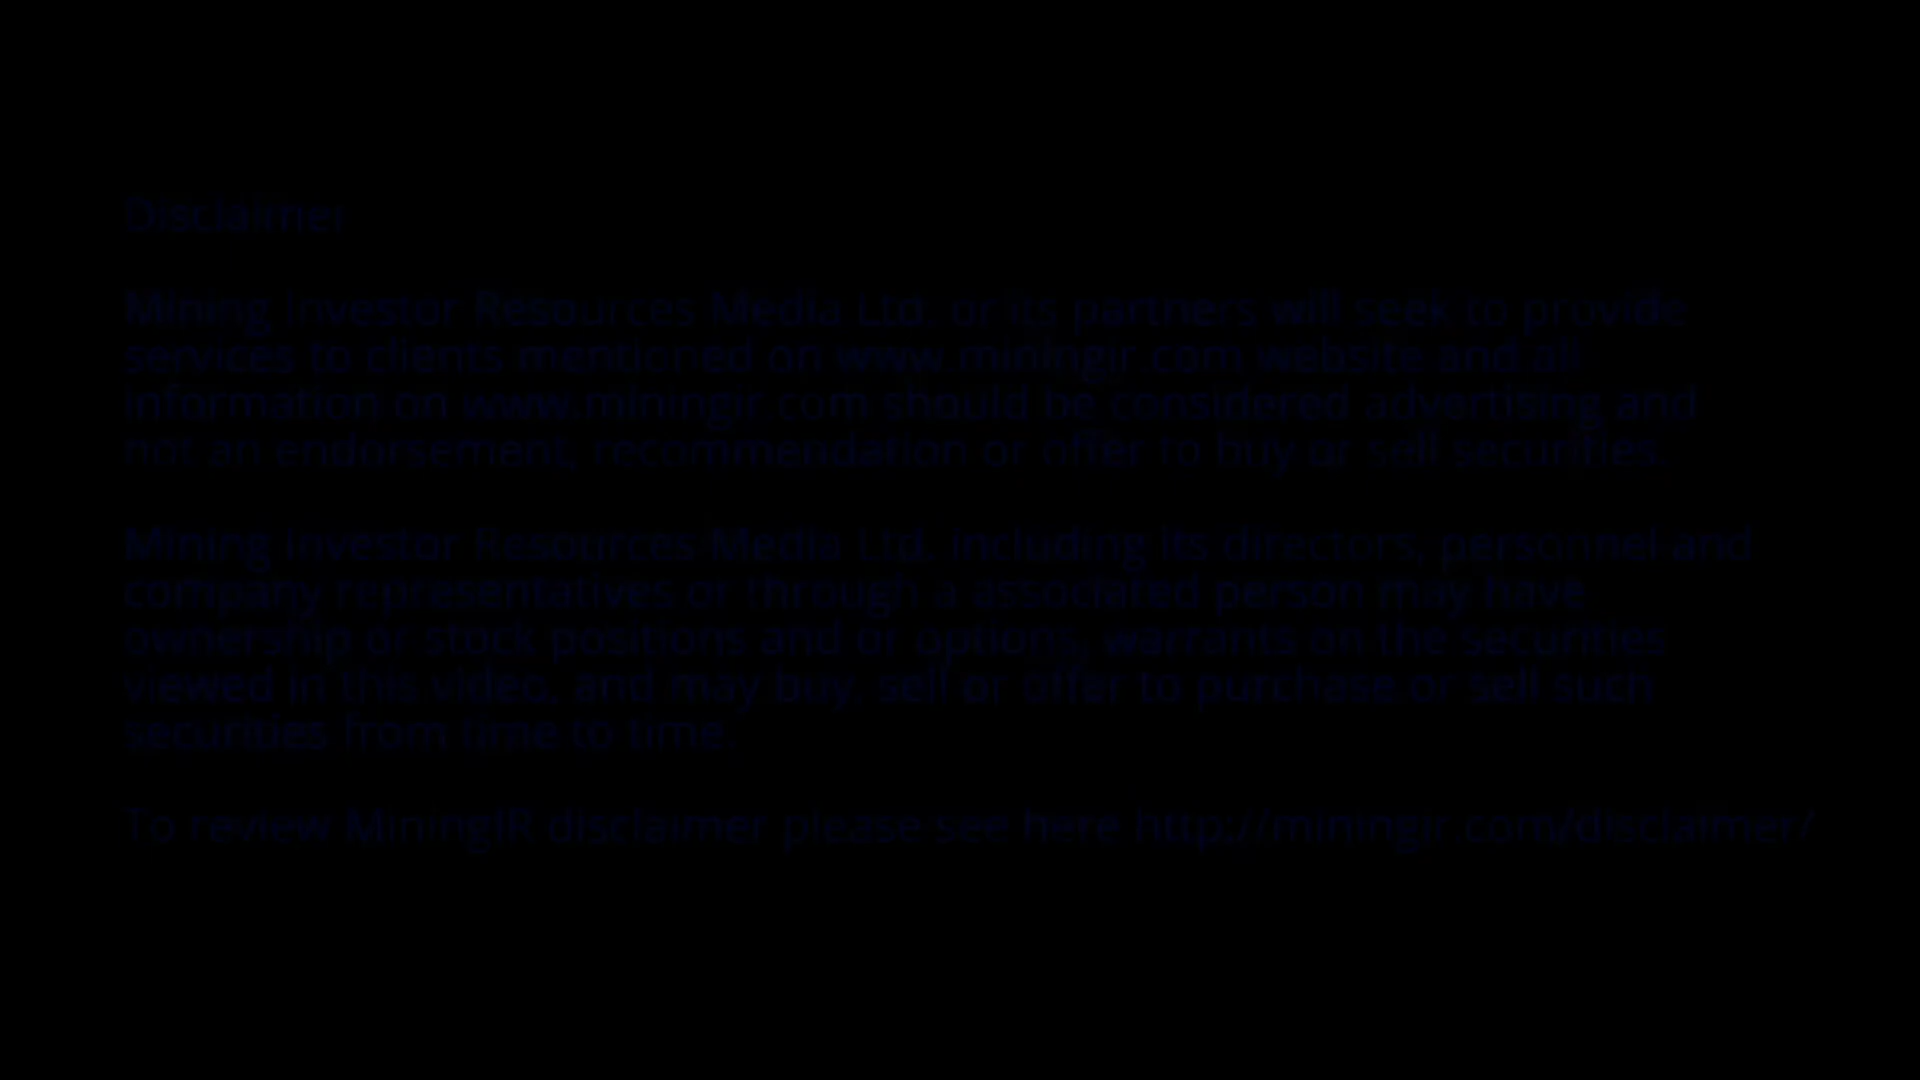 Disclaimer
Mining Investor Resources Media Ltd. or its partners will seek to provide
services to clients mentioned on www.miningir.com website and all
information on www.miningir.com should be considered advertising and
not an endorsement, recommendation or offer to buy or sell securities.
Mining Investor Resources Media Ltd. including its directors, personnel and
company representatives or through a associated person may have
ownership or stock positions and or options, warrants on the securities
viewed in this video, and may buy, sell or offer to purchase or sell such
securities from time to time.
To review MiningIR disclaimer please see here http://miningir.com/disclaimer/